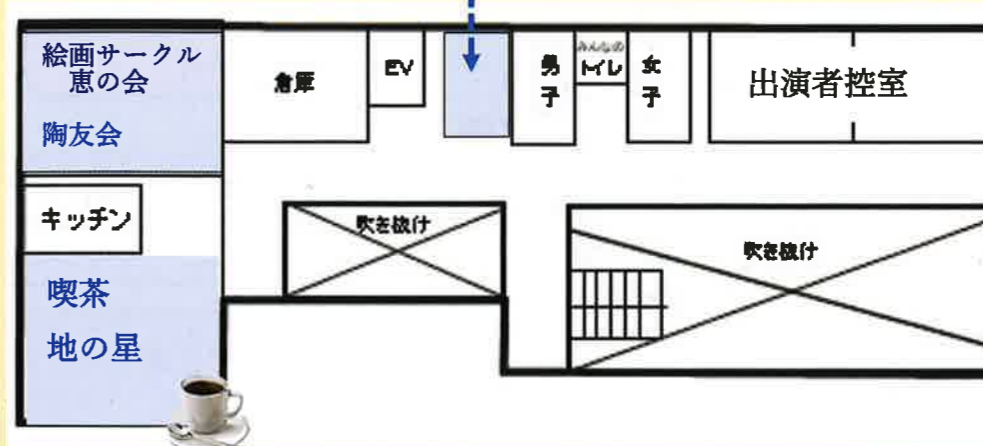 絵画サークル
恵の会
陶友会
倉庫
EV
男子
みんなの
トイレ
女子
出演者控室
キッチン
吹き抜け
吹き抜け
喫茶
地の星